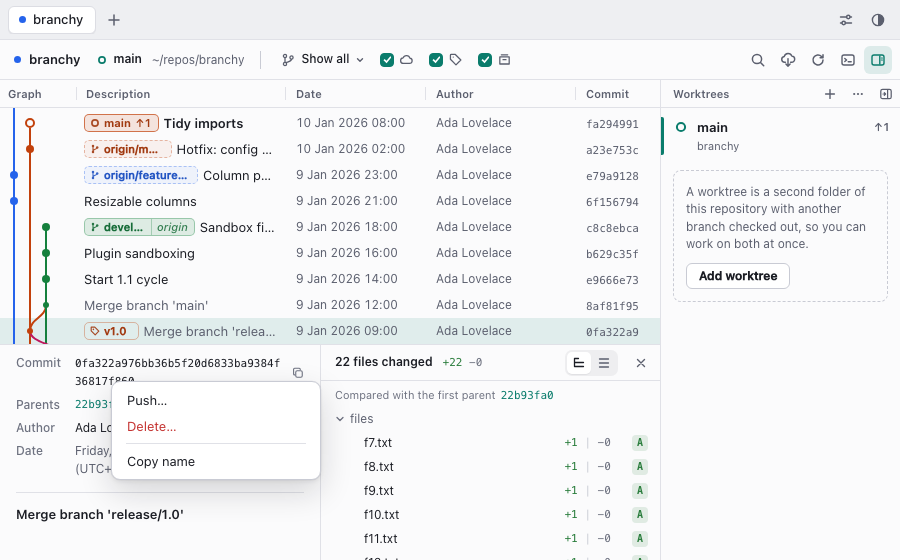 branchy
branchy main ~/repos/branchy Show all
Graph Description Date Author Commit
main ↑1 Tidy imports 10 Jan 2026 08:00 Ada Lovelace fa294991
origin/m... Hotfix: config ... 10 Jan 2026 02:00 Ada Lovelace a23e753c
origin/feature... Column p... 9 Jan 2026 23:00 Ada Lovelace e79a9128
Resizable columns 9 Jan 2026 21:00 Ada Lovelace 6f156794
devel... origin Sandbox fi... 9 Jan 2026 18:00 Ada Lovelace c8c8ebca
Plugin sandboxing 9 Jan 2026 16:00 Ada Lovelace b629c35f
Start 1.1 cycle 9 Jan 2026 14:00 Ada Lovelace e9666e73
Merge branch 'main' 9 Jan 2026 12:00 Ada Lovelace 8af81f95
v1.0 Merge branch 'relea... 9 Jan 2026 09:00 Ada Lovelace 0fa322a9
Worktrees
main ↑1
branchy
A worktree is a second folder of
this repository with another
branch checked out, so you can
work on both at once.
Add worktree
Commit 0fa322a976bb36b5f20d6833ba9384f
36817f860
Parents 22b93f
Author Ada Lo
Date Friday,
(UTC+
Push...
Delete...
Copy name
Merge branch 'release/1.0'
22 files changed +22 −0
Compared with the first parent 22b93fa0
files
f7.txt +1 −0 A
f8.txt +1 −0 A
f9.txt +1 −0 A
f10.txt +1 −0 A
f11.txt +1 −0 A